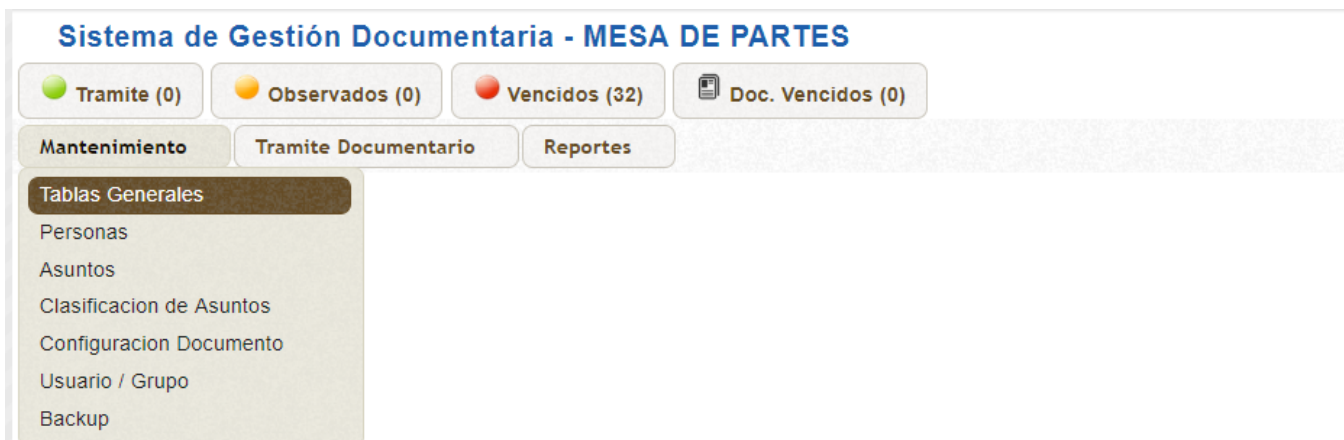 Sistema de Gestión Documentaria - MESA DE PARTES
Tramite (0) Observados (0) Vencidos (32) Doc. Vencidos (0)
Mantenimiento Tramite Documentario Reportes
Tablas Generales
Personas
Asuntos
Clasificacion de Asuntos
Configuracion Documento
Usuario / Grupo
Backup